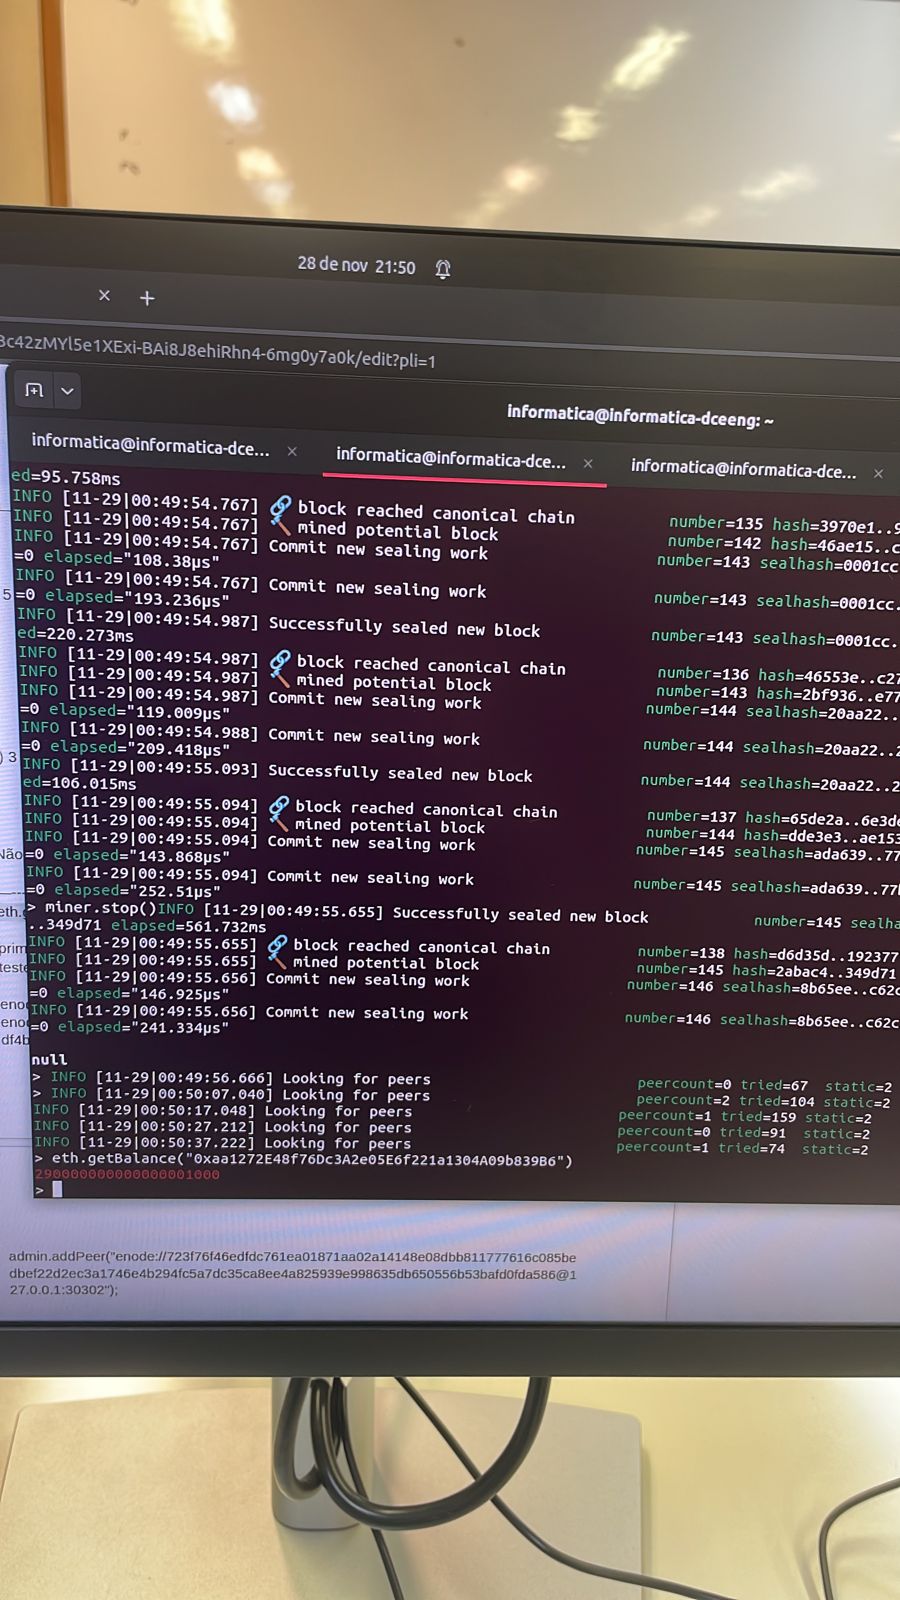 28 de nov 21:50
3c42zMYl5e1XExi-BAi8J8ehiRhn4-6mg0y7a0k/edit?pli=1
informatica@informatica-dceeng: ~
informatica@informatica-dce... × informatica@informatica-dce... × informatica@informatica-dce... ×
ed=95.758ms
INFO [11-29|00:49:54.767] 🔗 block reached canonical chain number=135 hash=3970e1..9
INFO [11-29|00:49:54.767] 🔨 mined potential block number=142 hash=46ae15..c
INFO [11-29|00:49:54.767] Commit new sealing work number=143 sealhash=0001cc
=0 elapsed="108.38µs"
INFO [11-29|00:49:54.767] Commit new sealing work number=143 sealhash=0001cc.
=0 elapsed="193.236µs"
INFO [11-29|00:49:54.987] Successfully sealed new block number=143 sealhash=0001cc.
ed=220.273ms
INFO [11-29|00:49:54.987] 🔗 block reached canonical chain number=136 hash=46553e..c27
INFO [11-29|00:49:54.987] 🔨 mined potential block number=143 hash=2bf936..e77
INFO [11-29|00:49:54.987] Commit new sealing work number=144 sealhash=20aa22..
=0 elapsed="119.009µs"
INFO [11-29|00:49:54.988] Commit new sealing work number=144 sealhash=20aa22..2
=0 elapsed="209.418µs"
INFO [11-29|00:49:55.093] Successfully sealed new block number=144 sealhash=20aa22..2
ed=106.015ms
INFO [11-29|00:49:55.094] 🔗 block reached canonical chain number=137 hash=65de2a..6e3de
INFO [11-29|00:49:55.094] 🔨 mined potential block number=144 hash=dde3e3..ae153
INFO [11-29|00:49:55.094] Commit new sealing work number=145 sealhash=ada639..77
=0 elapsed="143.868µs"
INFO [11-29|00:49:55.094] Commit new sealing work number=145 sealhash=ada639..77
=0 elapsed="252.51µs"
> miner.stop()INFO [11-29|00:49:55.655] Successfully sealed new block number=145 sealha
..349d71 elapsed=561.732ms
INFO [11-29|00:49:55.655] 🔗 block reached canonical chain number=138 hash=d6d35d..192377
INFO [11-29|00:49:55.655] 🔨 mined potential block number=145 hash=2abac4..349d71
INFO [11-29|00:49:55.656] Commit new sealing work number=146 sealhash=8b65ee..c62c
=0 elapsed="146.925µs"
INFO [11-29|00:49:55.656] Commit new sealing work number=146 sealhash=8b65ee..c62c
=0 elapsed="241.334µs"
null
> INFO [11-29|00:49:56.666] Looking for peers peercount=0 tried=67 static=2
> INFO [11-29|00:50:07.040] Looking for peers peercount=2 tried=104 static=2
INFO [11-29|00:50:17.048] Looking for peers peercount=1 tried=159 static=2
INFO [11-29|00:50:27.212] Looking for peers peercount=0 tried=91 static=2
INFO [11-29|00:50:37.222] Looking for peers peercount=1 tried=74 static=2
> eth.getBalance("0xaa1272E48f76Dc3A2e05E6f221a1304A09b839B6")
290000000000000001000
>
5
) 3
Não
eth.g
prim
teste
enod
enod
df4b
admin.addPeer("enode://723f76f46edfdc761ea01871aa02a14148e08dbb811777616c085be
dbef22d2ec3a1746e4b294fc5a7dc35ca8ee4a825939e998635db650556b53bafd0fda586@1
27.0.0.1:30302");